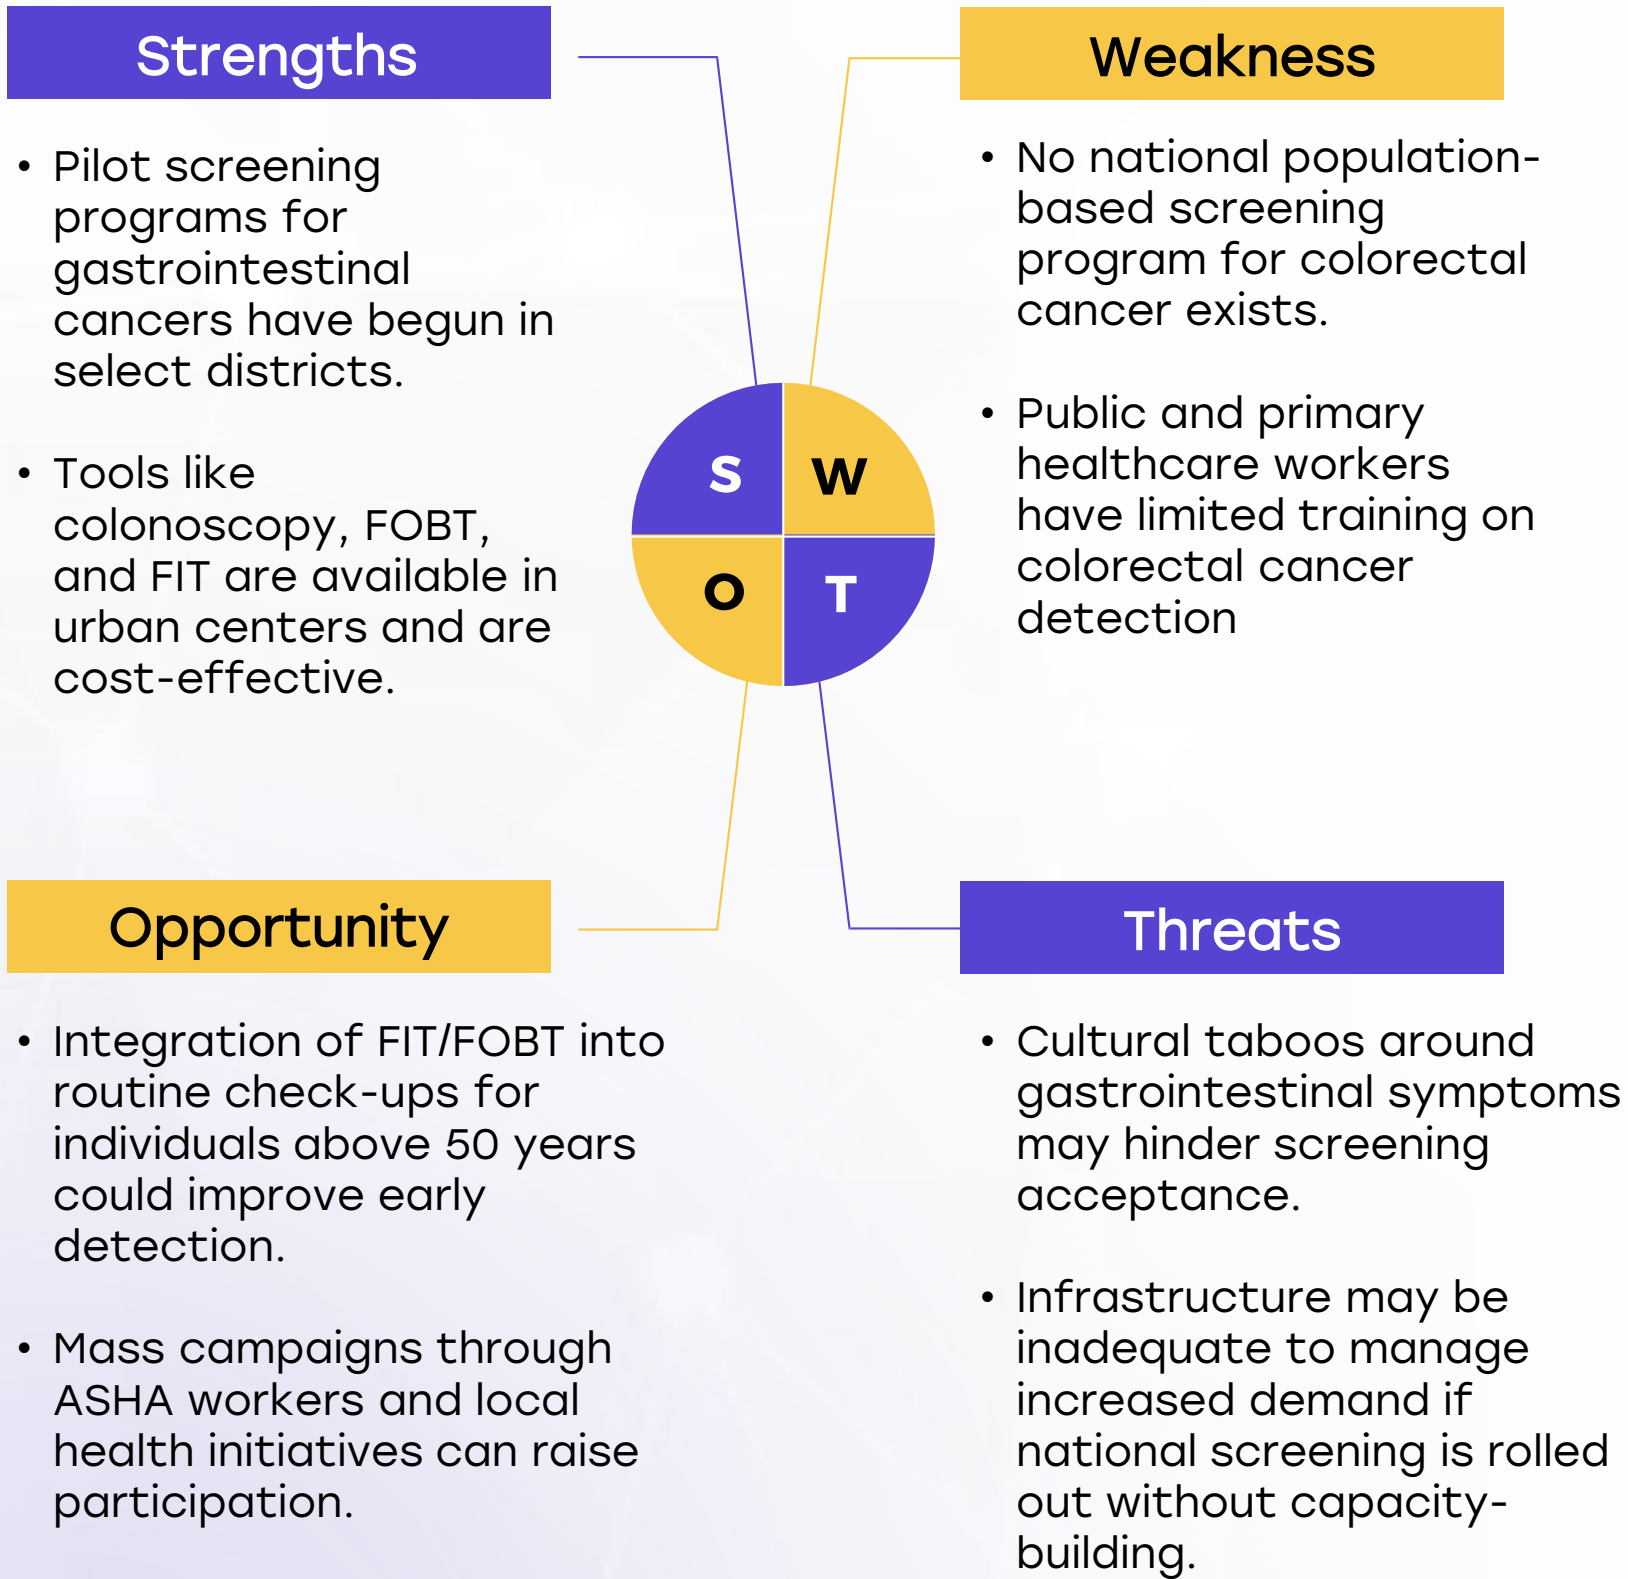 Strengths
• Pilot screening
programs for
gastrointestinal
cancers have begun in
select districts.
• Tools like
colonoscopy, FOBT,
and FIT are available in
urban centers and are
cost-effective.
Weakness
• No national population-
based screening
program for colorectal
cancer exists.
• Public and primary
healthcare workers
have limited training on
colorectal cancer
detection
S
W
O
T
Opportunity
• Integration of FIT/FOBT into
routine check-ups for
individuals above 50 years
could improve early
detection.
• Mass campaigns through
ASHA workers and local
health initiatives can raise
participation.
Threats
• Cultural taboos around
gastrointestinal symptoms
may hinder screening
acceptance.
• Infrastructure may be
inadequate to manage
increased demand if
national screening is rolled
out without capacity-
building.